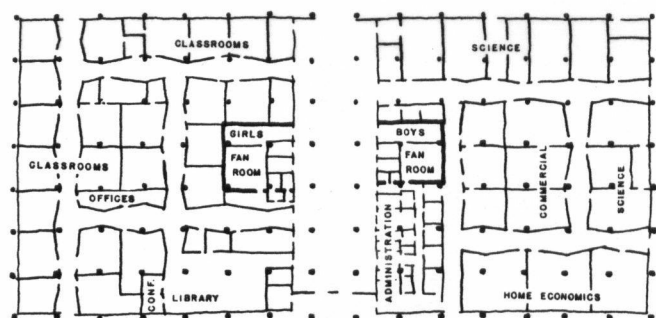 CLASSROOMS
SCIENCE
GIRLS
BOYS
FAN
ROOM
FAN
ROOM
CLASSROOMS
OFFICES
COMMERCIAL
SCIENCE
ADMINISTRATION
CONF.
LIBRARY
HOME ECONOMICS